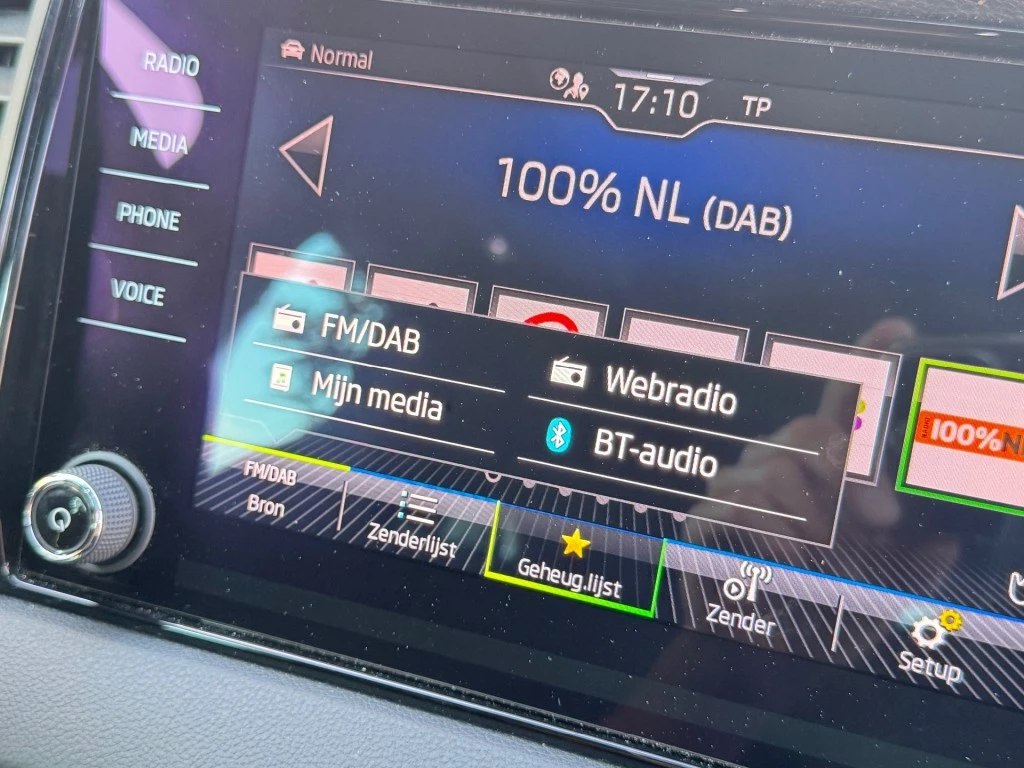 RADIO
MEDIA
PHONE
VOICE
Normal
17:10
TP
100% NL (DAB)
FM/DAB
Webradio
Mijn media
BT-audio
100%
FM/DAB
Bron
Zenderlijst
Geheug.lijst
Zender
Setup